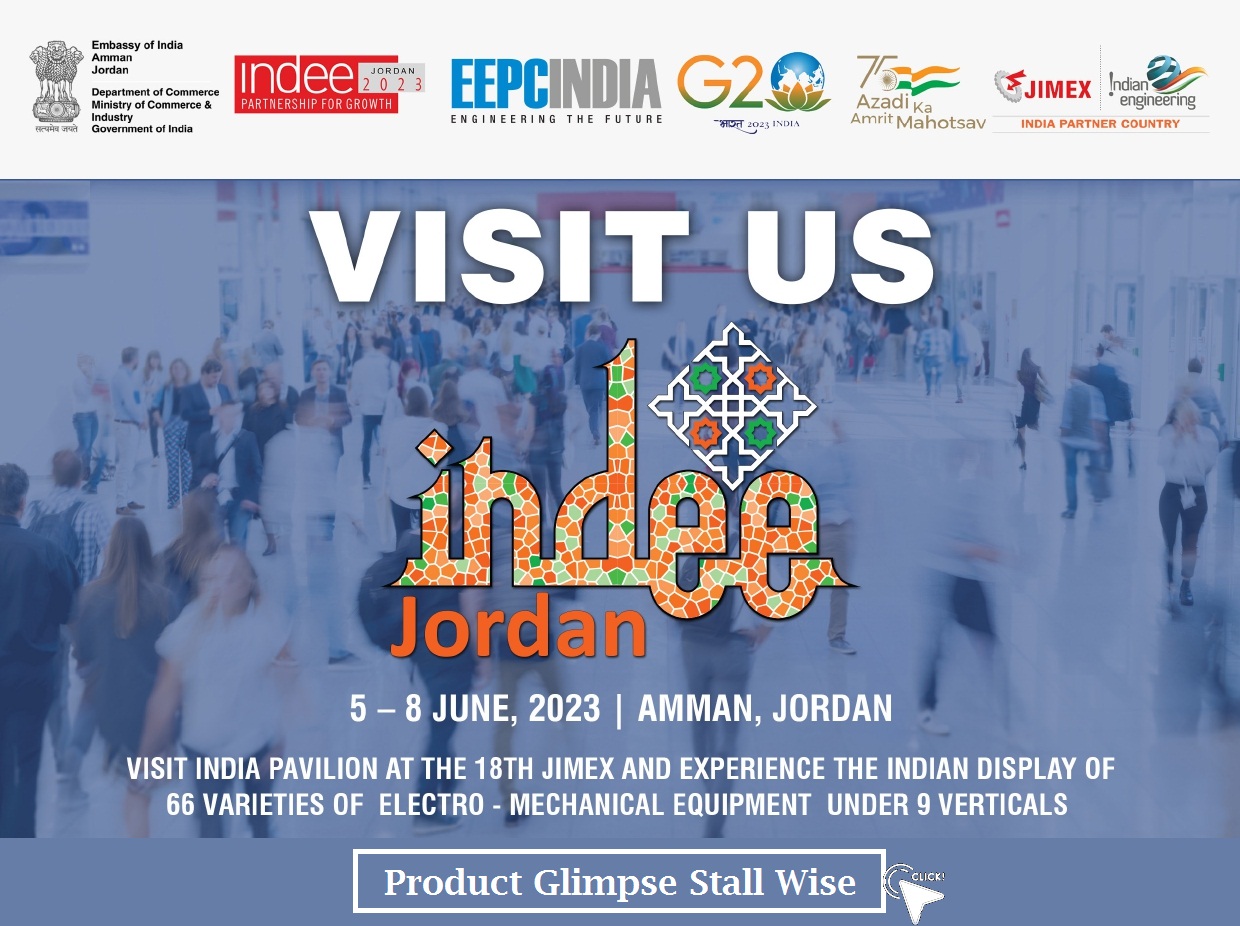 Embassy of India
Amman
Jordan
Department of Commerce
Ministry of Commerce &
Industry
Government of India
सत्यमेव जयते
indee
JORDAN
2023
PARTNERSHIP FOR GROWTH
EEPCINDIA
ENGINEERING THE FUTURE
G20
भारत 2023 INDIA
75
Azadi Ka
Amrit Mahotsav
JIMEX
Indian
engineering
INDIA PARTNER COUNTRY
VISIT US
indee
Jordan
5 – 8 JUNE, 2023 | AMMAN, JORDAN
VISIT INDIA PAVILION AT THE 18TH JIMEX AND EXPERIENCE THE INDIAN DISPLAY OF
66 VARIETIES OF ELECTRO - MECHANICAL EQUIPMENT UNDER 9 VERTICALS
Product Glimpse Stall Wise
CLICK!